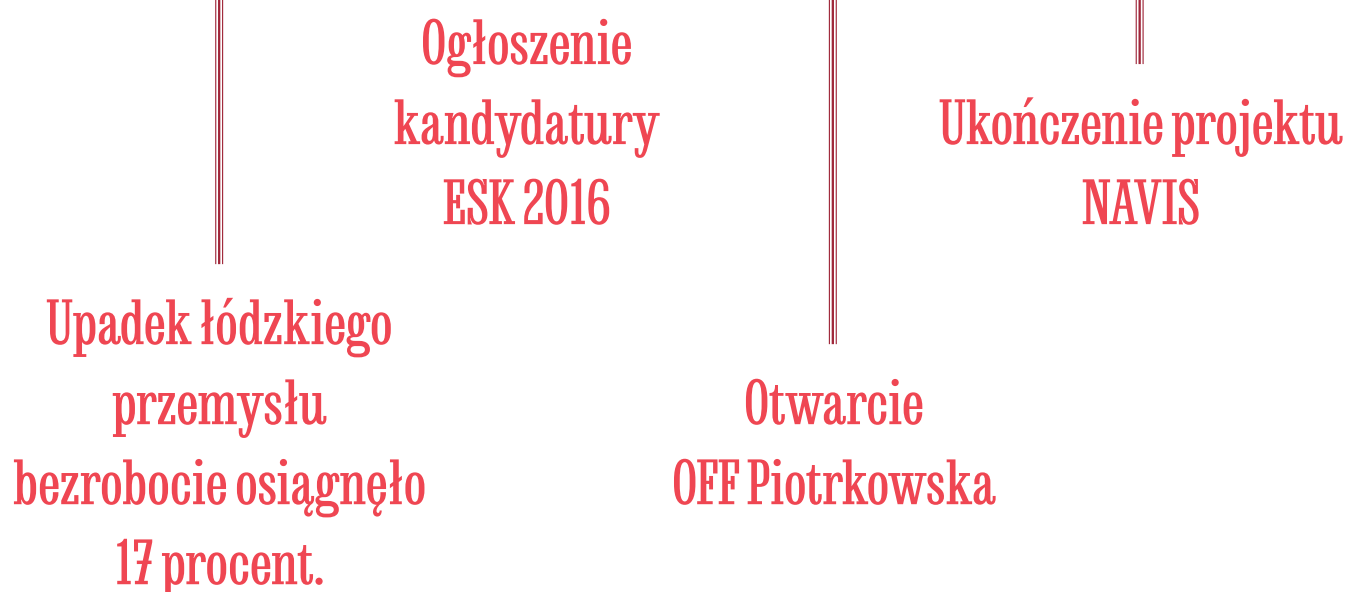 Ogłoszenie
kandydatury
ESK 2016
Ukończenie projektu
NAVIS
Upadek łódzkiego
przemysłu
bezrobocie osiągnęło
17 procent.
Otwarcie
OFF Piotrkowska